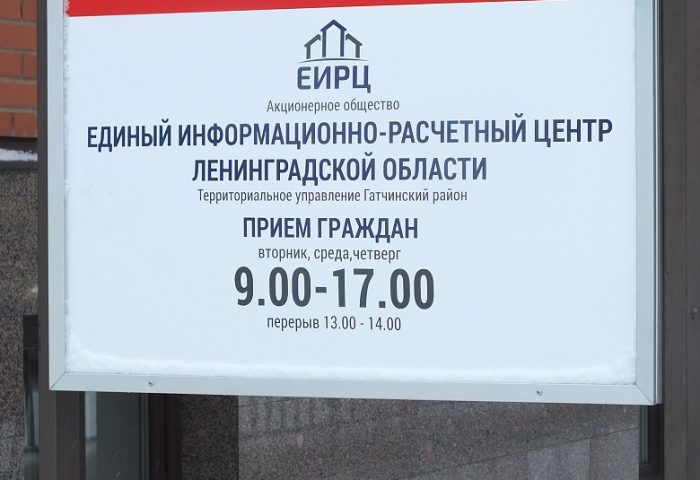 ЕИРЦ
Акционерное общество
ЕДИНЫЙ ИНФОРМАЦИОННО-РАСЧЕТНЫЙ ЦЕНТР
ЛЕНИНГРАДСКОЙ ОБЛАСТИ
Территориальное управление Гатчинский район
ПРИЕМ ГРАЖДАН
вторник, среда,четверг
9.00-17.00
перерыв 13.00 - 14.00